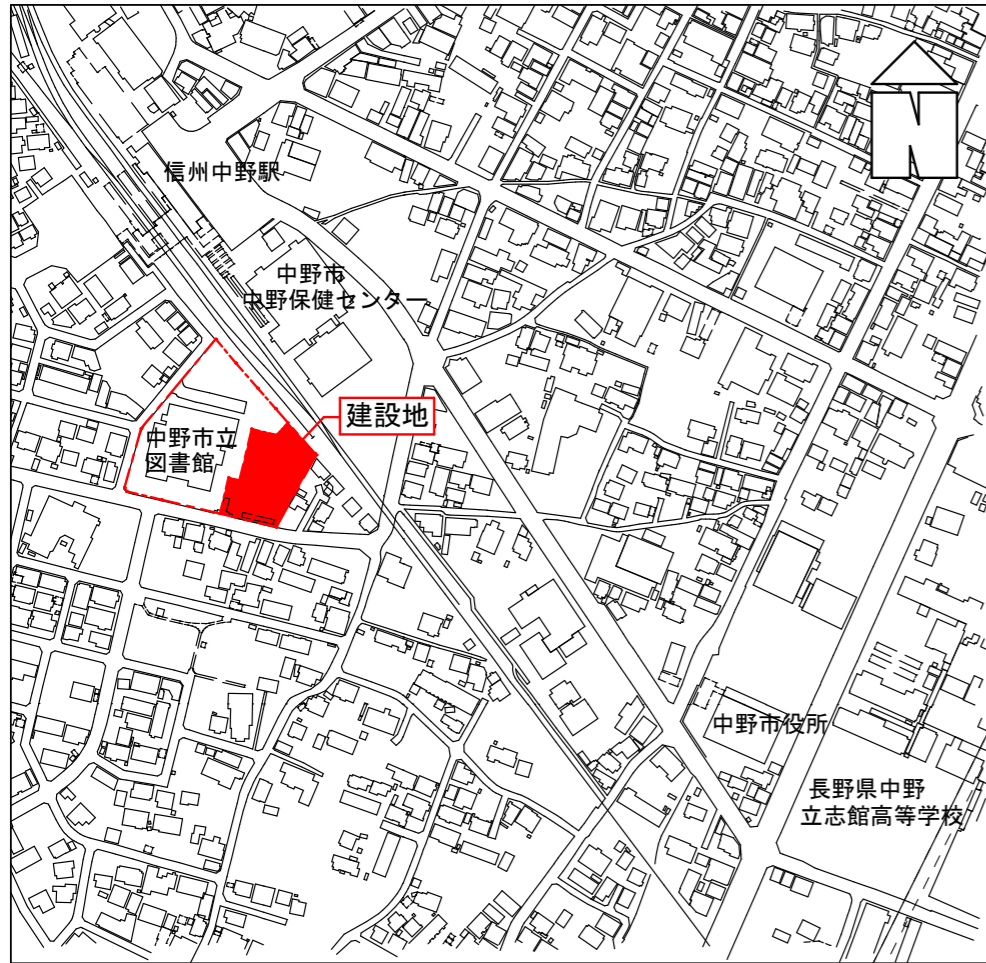 N
信州中野駅
中野市
中野保健センター
建設地
中野市立
図書館
中野市役所
長野県中野
立志館高等学校